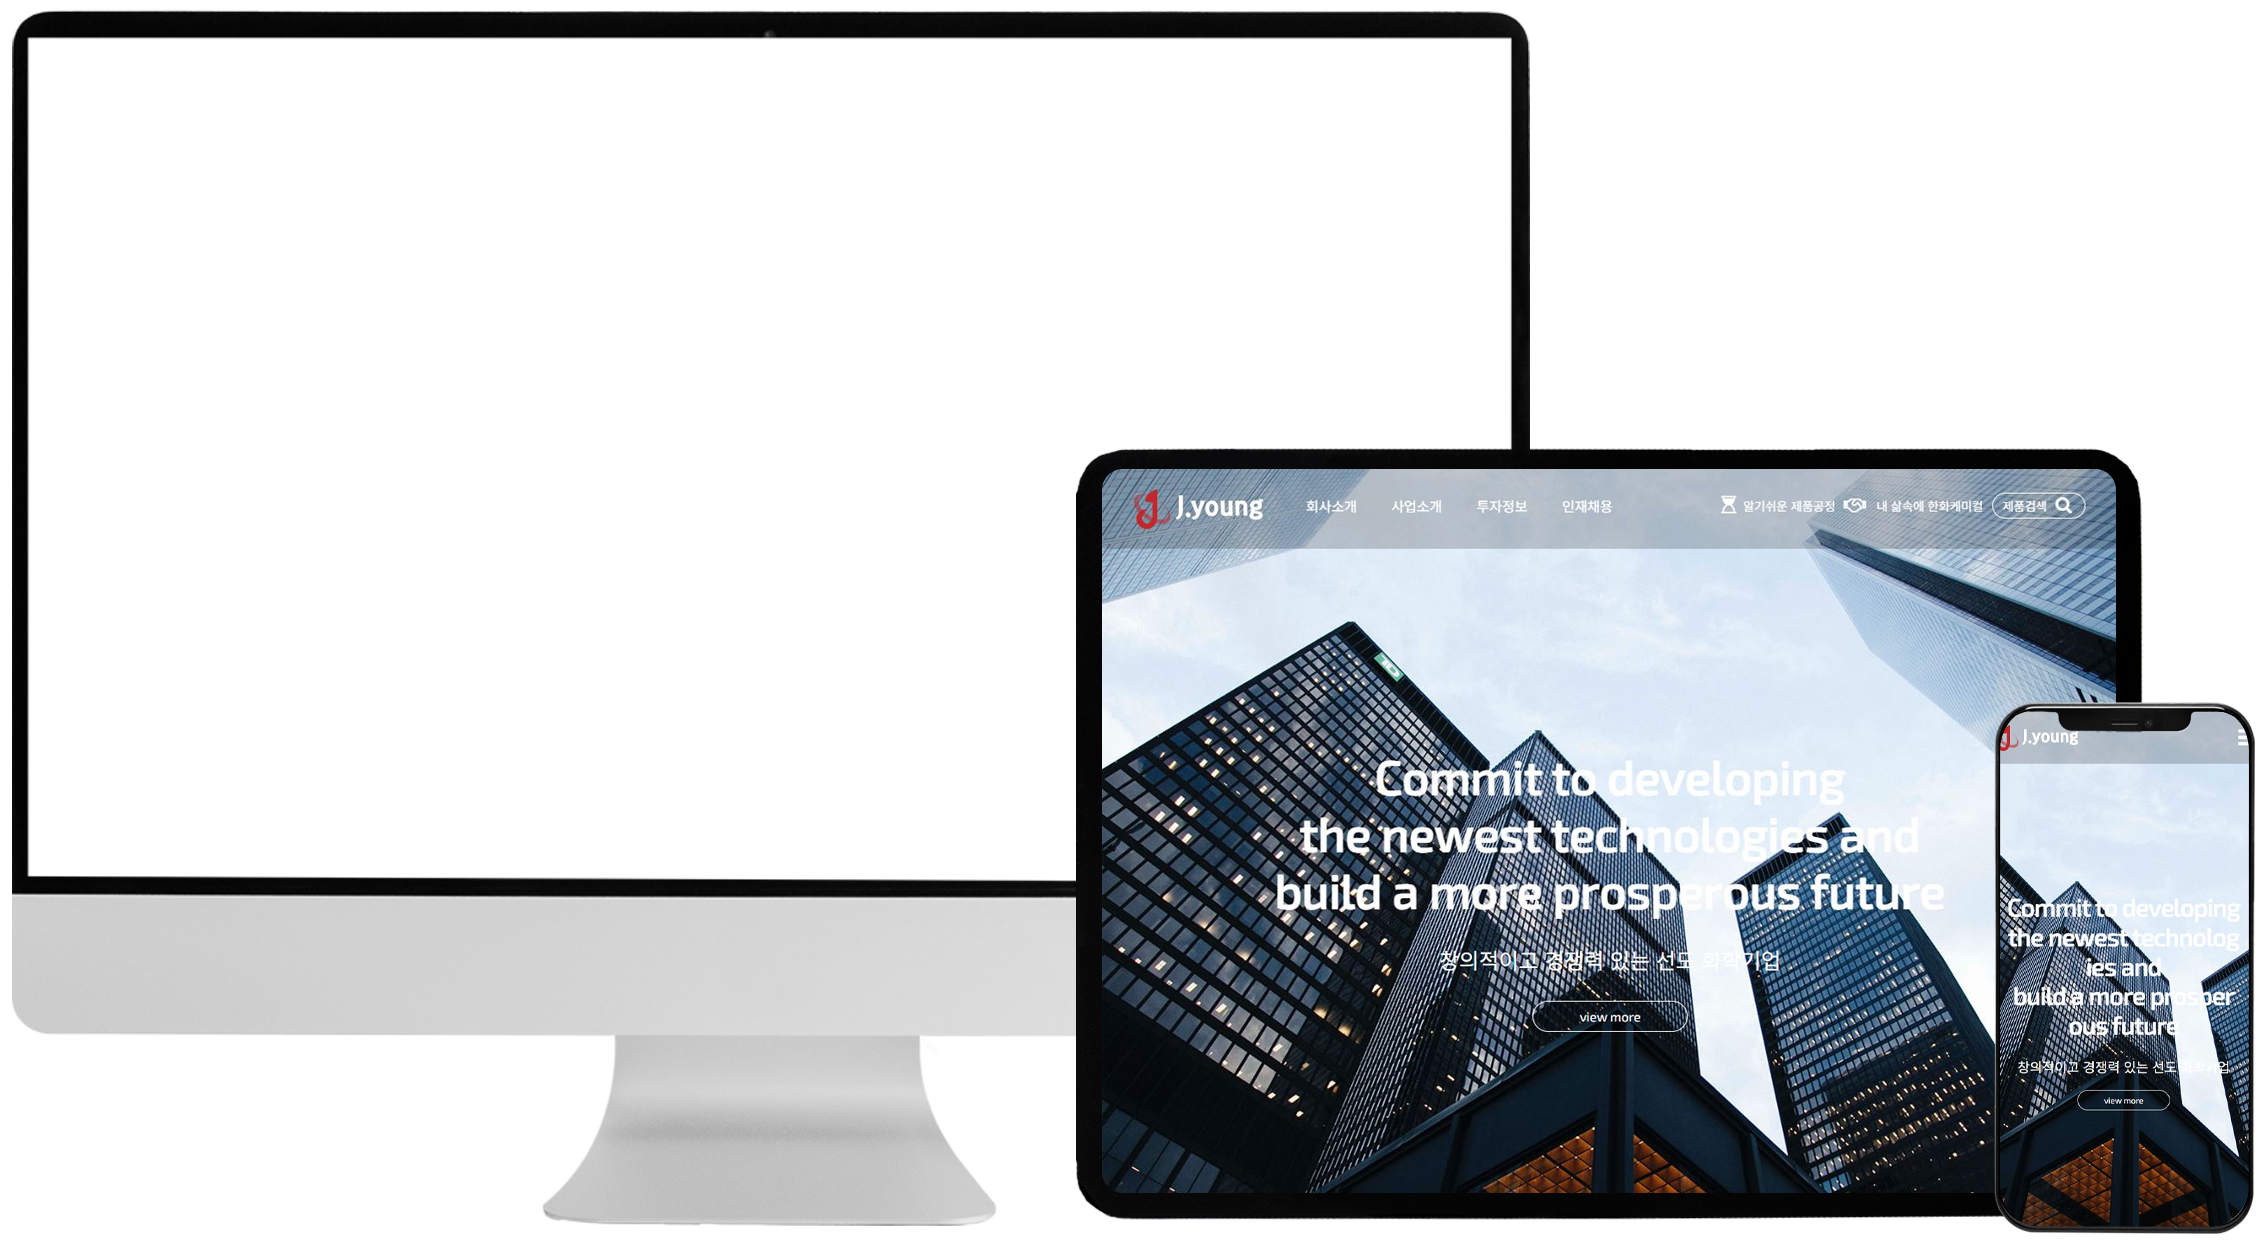 J.young 회사소개 사업소개 투자정보 인재채용 알기쉬운 제품공정 내 삶속에 한화케미컬 제품검색
Commit to developing
the newest technologies and
build a more prosperous future
창의적이고 경쟁력 있는 선도 화학기업
view more
J.young
Commit to developing
the newest technolog
ies and
build a more prosper
ous future
창의적이고 경쟁력 있는 선도 화학기업
view more